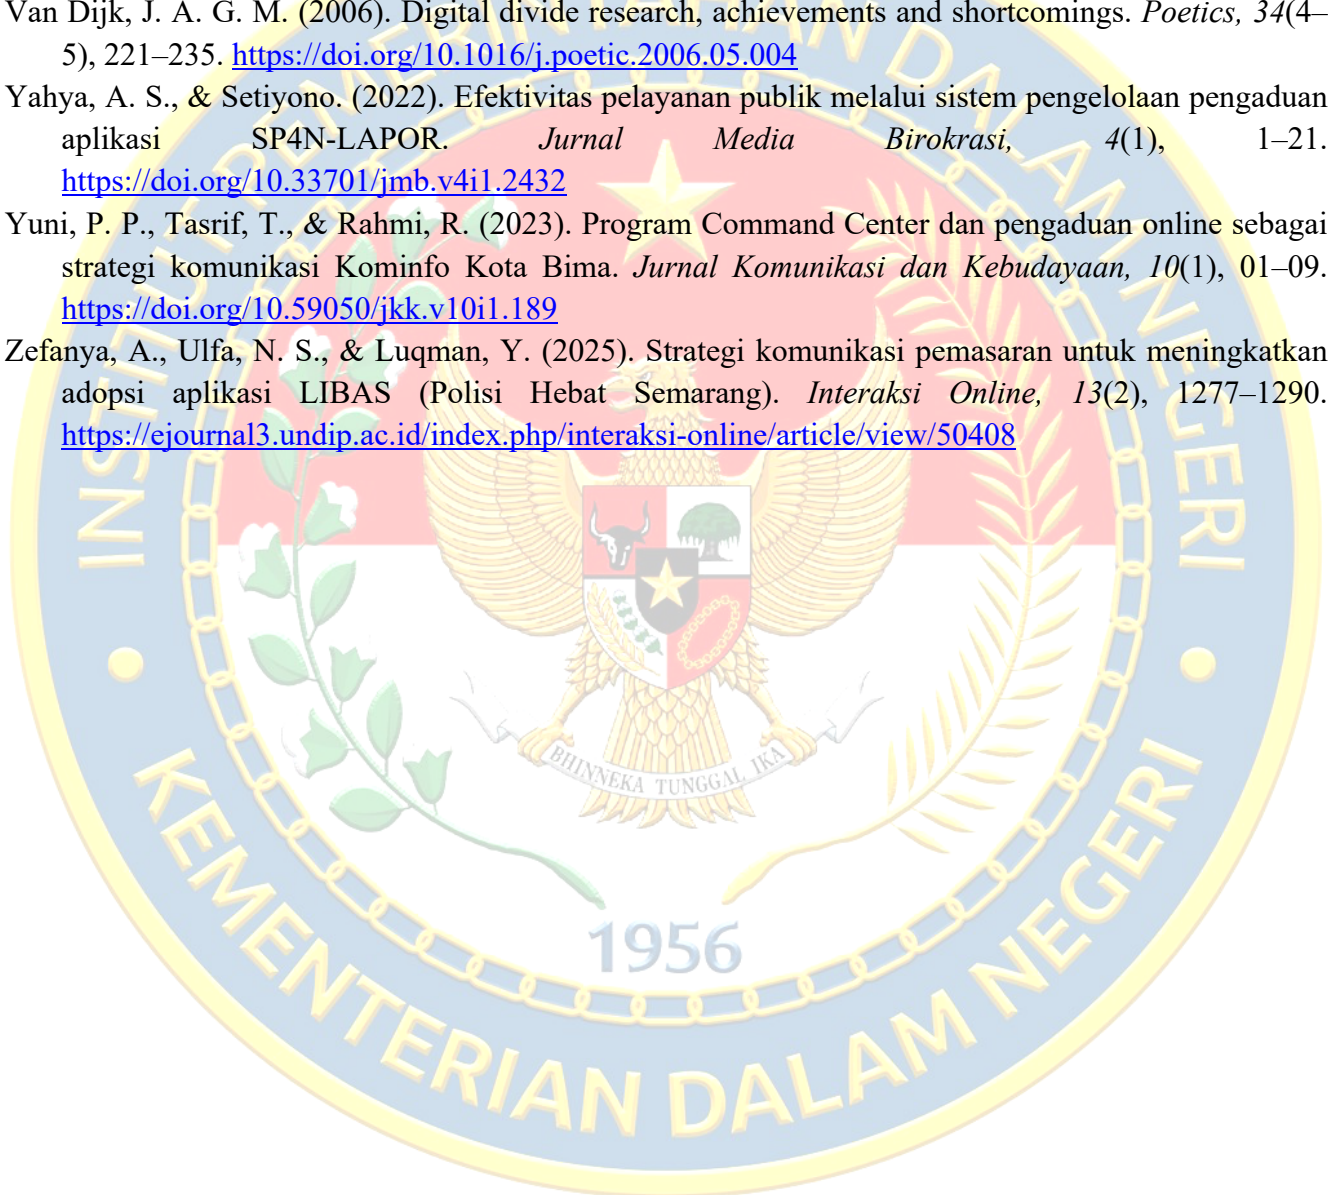 Van Dijk, J. A. G. M. (2006). Digital divide research, achievements and shortcomings. Poetics, 34(4–
5), 221–235. https://doi.org/10.1016/j.poetic.2006.05.004
Yahya, A. S., & Setiyono. (2022). Efektivitas pelayanan publik melalui sistem pengelolaan pengaduan
aplikasi SP4N-LAPOR. Jurnal Media Birokrasi, 4(1), 1–21.
https://doi.org/10.33701/jmb.v4i1.2432
Yuni, P. P., Tasrif, T., & Rahmi, R. (2023). Program Command Center dan pengaduan online sebagai
strategi komunikasi Kominfo Kota Bima. Jurnal Komunikasi dan Kebudayaan, 10(1), 01–09.
https://doi.org/10.59050/jkk.v10i1.189
Zefanya, A., Ulfa, N. S., & Luqman, Y. (2025). Strategi komunikasi pemasaran untuk meningkatkan
adopsi aplikasi LIBAS (Polisi Hebat Semarang). Interaksi Online, 13(2), 1277–1290.
https://ejournal3.undip.ac.id/index.php/interaksi-online/article/view/50408
INSTITUT PEMERINTAHAN DALAM NEGERI
BHINNEKA TUNGGAL IKA
1956
KEMENTERIAN DALAM NEGERI